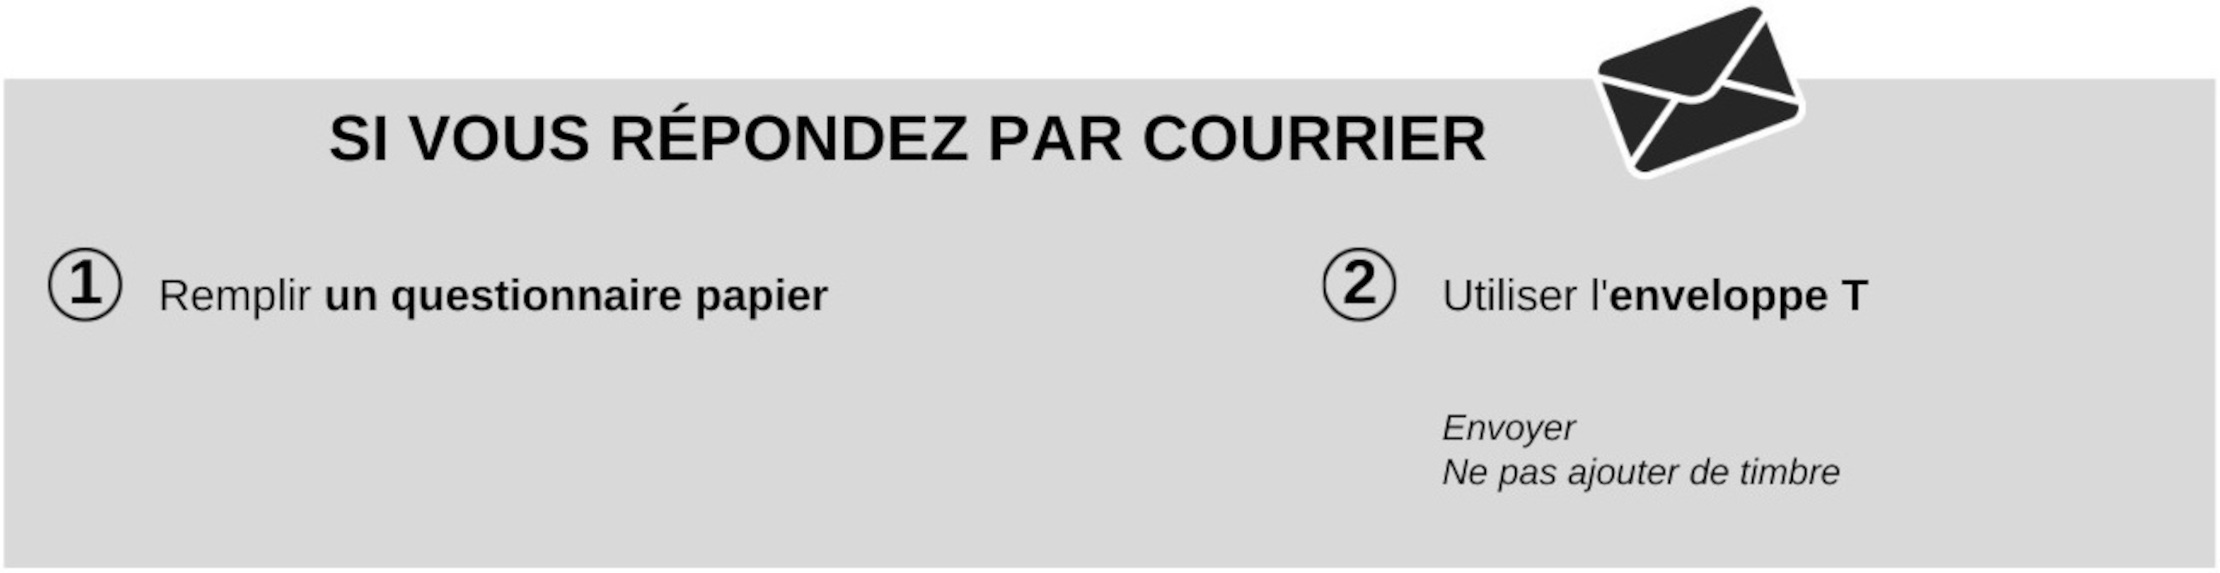 SI VOUS RÉPONDEZ PAR COURRIER
1 Remplir un questionnaire papier
2 Utiliser l'enveloppe T
Envoyer
Ne pas ajouter de timbre